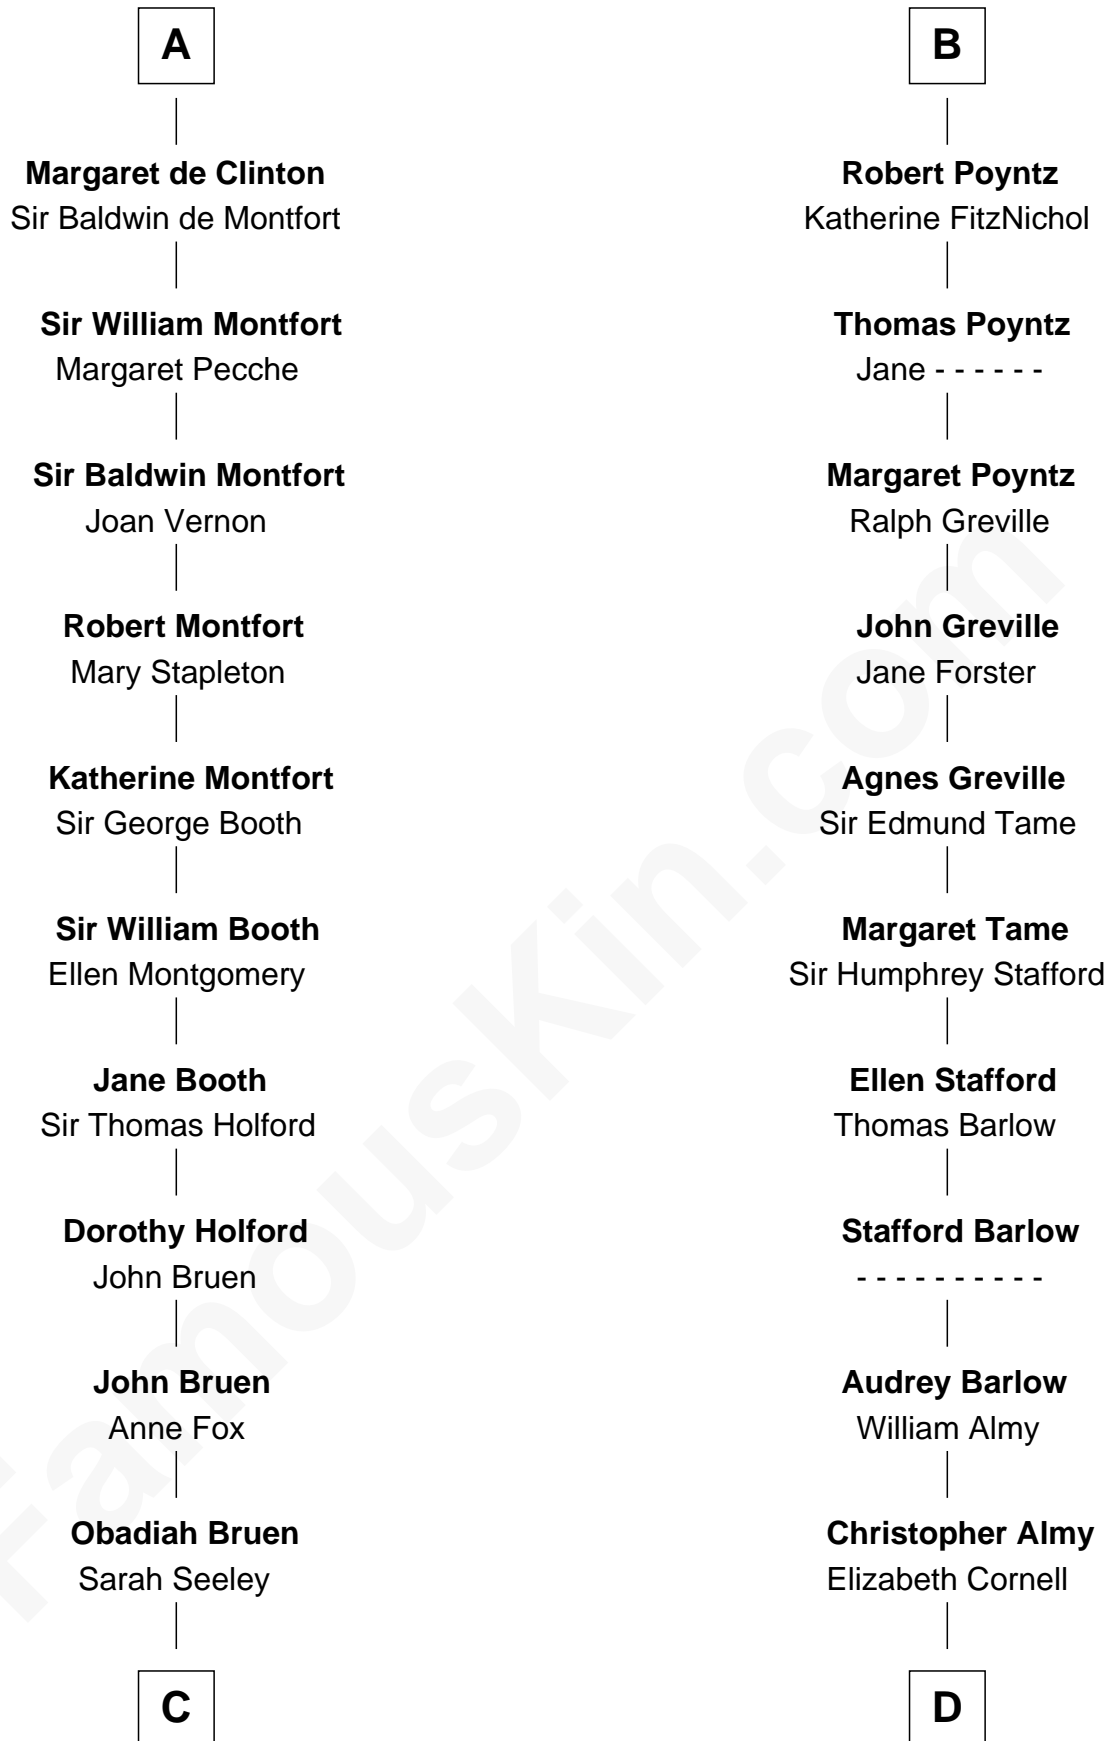 A
Margaret de Clinton
Sir Baldwin de Montfort
Sir William Montfort
Margaret Pecche
Sir Baldwin Montfort
Joan Vernon
Robert Montfort
Mary Stapleton
Katherine Montfort
Sir George Booth
Sir William Booth
Ellen Montgomery
Jane Booth
Sir Thomas Holford
Dorothy Holford
John Bruen
John Bruen
Anne Fox
Obadiah Bruen
Sarah Seeley
C
B
Robert Poyntz
Katherine FitzNichol
Thomas Poyntz
Jane - - - - - -
Margaret Poyntz
Ralph Greville
John Greville
Jane Forster
Agnes Greville
Sir Edmund Tame
Margaret Tame
Sir Humphrey Stafford
Ellen Stafford
Thomas Barlow
Stafford Barlow
- - - - - - - - - -
Audrey Barlow
William Almy
Christopher Almy
Elizabeth Cornell
D
FamousKin.com